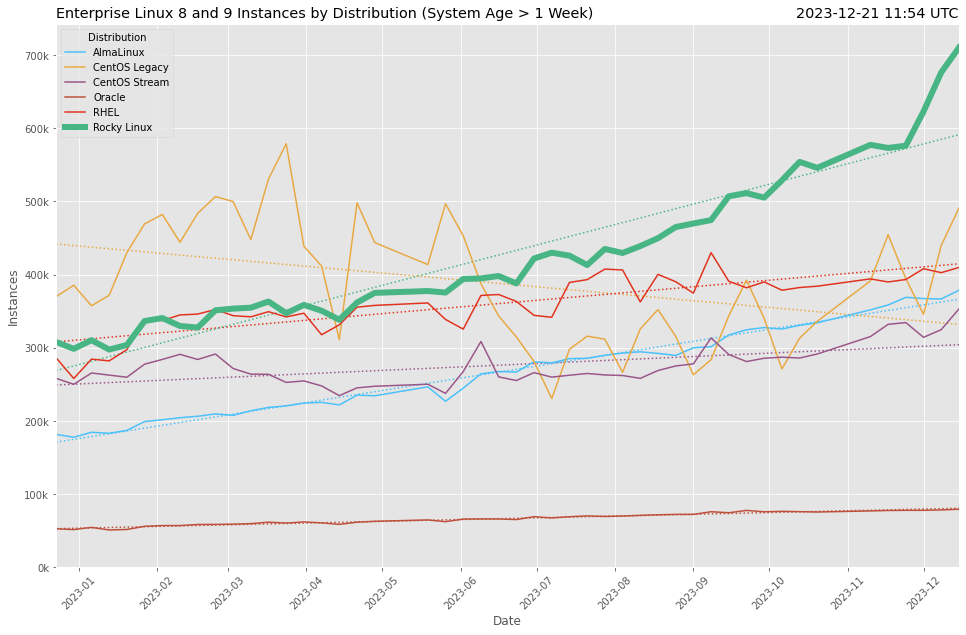 Enterprise Linux 8 and 9 Instances by Distribution (System Age > 1 Week)
2023-12-21 11:54 UTC
Distribution
AlmaLinux
CentOS Legacy
CentOS Stream
Oracle
RHEL
Rocky Linux
700k
600k
500k
400k
300k
200k
100k
0k
Instances
2023-01
2023-02
2023-03
2023-04
2023-05
2023-06
2023-07
2023-08
2023-09
2023-10
2023-11
2023-12
Date